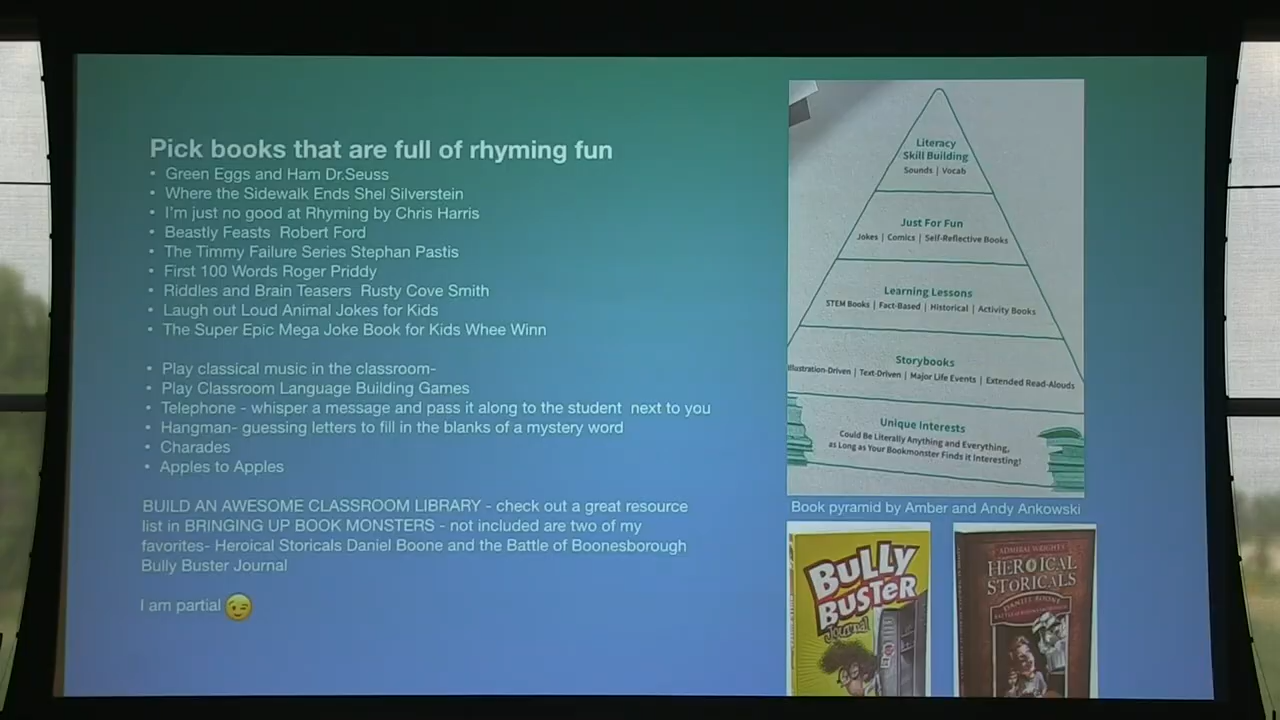 Pick books that are full of rhyming fun
• Green Eggs and Ham Dr.Seuss
• Where the Sidewalk Ends Shel Silverstein
• I'm just no good at Rhyming by Chris Harris
• Beastly Feasts Robert Ford
• The Timmy Failure Series Stephan Pastis
• First 100 Words Roger Priddy
• Riddles and Brain Teasers Rusty Cove Smith
• Laugh out Loud Animal Jokes for Kids
• The Super Epic Mega Joke Book for Kids Whee Winn
• Play classical music in the classroom-
• Play Classroom Language Building Games
• Telephone - whisper a message and pass it along to the student next to you
• Hangman- guessing letters to fill in the blanks of a mystery word
• Charades
• Apples to Apples
BUILD AN AWESOME CLASSROOM LIBRARY - check out a great resource
list in BRINGING UP BOOK MONSTERS - not included are two of my
favorites- Heroical Storicals Daniel Boone and the Battle of Boonesborough
Bully Buster Journal
I am partial 😉
Literacy
Skill Building
Sounds | Vocab
Just For Fun
Jokes | Comics | Self-Reflective Books
Learning Lessons
STEM Books | Fact-Based | Historical | Activity Books
Storybooks
Illustration-Driven | Text-Driven | Major Life Events | Extended Read-Alouds
Unique Interests
Could Be Literally Anything and Everything,
as Long as Your Bookmonster Finds it Interesting!
Book pyramid by Amber and Andy Ankowski
BULLY
BUSTER
Journal
ADMIRAL WRIGHT'S
HEROICAL
STORICALS
DANIEL BOONE